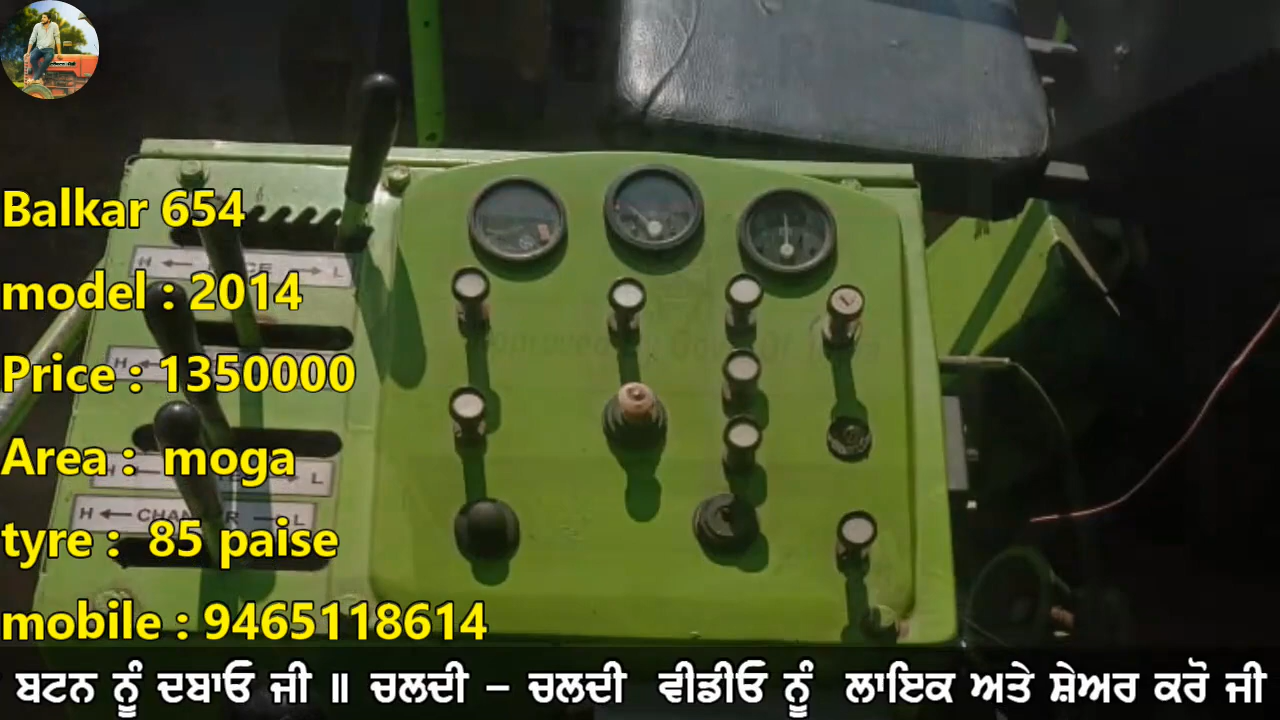 Balkar 654
H ← → L
model : 2014
H ←
Price : 1350000
Area : moga
L
H ← → L
tyre : 85 paise
mobile : 9465118614
ਬਟਨ ਨੂੰ ਦਬਾਓ ਜੀ ॥ ਚਲਦੀ – ਚਲਦੀ ਵੀਡੀਓ ਨੂੰ ਲਾਇਕ ਅਤੇ ਸ਼ੇਅਰ ਕਰੋ ਜੀ